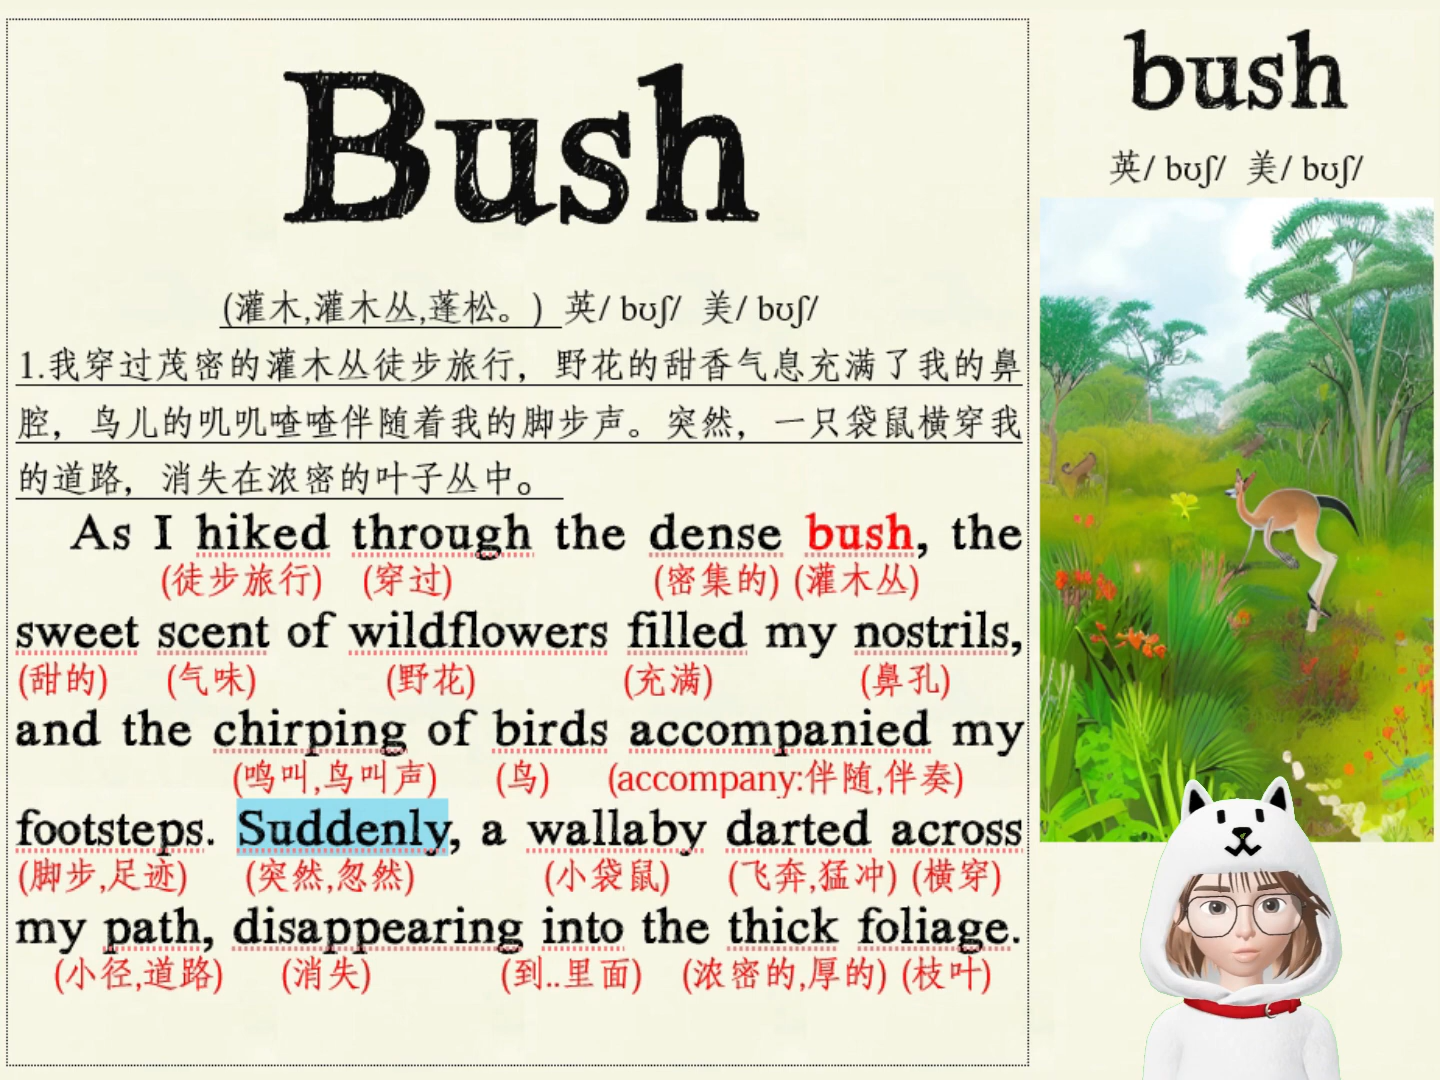 Bush
(灌木,灌木丛,蓬松。) 英/ bʊʃ/ 美/ bʊʃ/
1.我穿过茂密的灌木丛徒步旅行，野花的甜香气息充满了我的鼻
腔，鸟儿的叽叽喳喳伴随着我的脚步声。突然，一只袋鼠横穿我
的道路，消失在浓密的叶子丛中。
As I hiked through the dense bush, the
(徒步旅行) (穿过) (密集的) (灌木丛)
sweet scent of wildflowers filled my nostrils,
(甜的) (气味) (野花) (充满) (鼻孔)
and the chirping of birds accompanied my
(鸣叫,鸟叫声) (鸟) (accompany:伴随,伴奏)
footsteps. Suddenly, a wallaby darted across
(脚步,足迹) (突然,忽然) (小袋鼠) (飞奔,猛冲) (横穿)
my path, disappearing into the thick foliage.
(小径,道路) (消失) (到..里面) (浓密的,厚的) (枝叶)
bush
英/ bʊʃ/ 美/ bʊʃ/